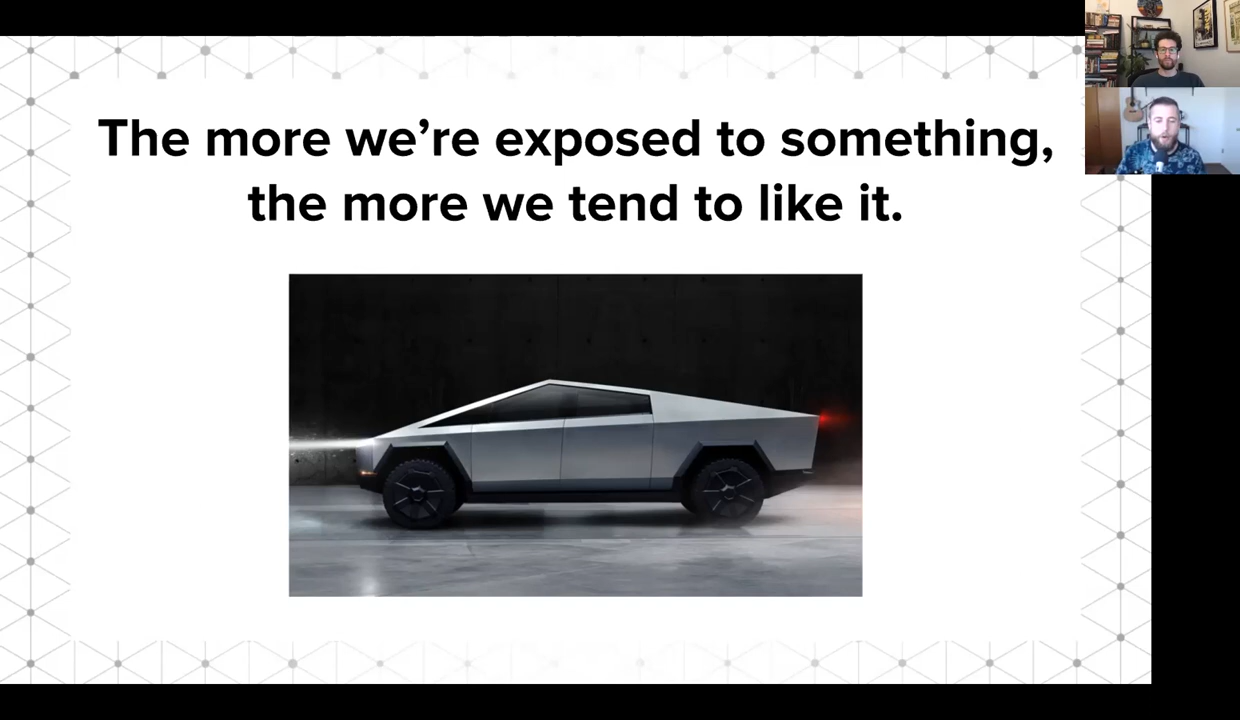 The more we’re exposed to something,
the more we tend to like it.